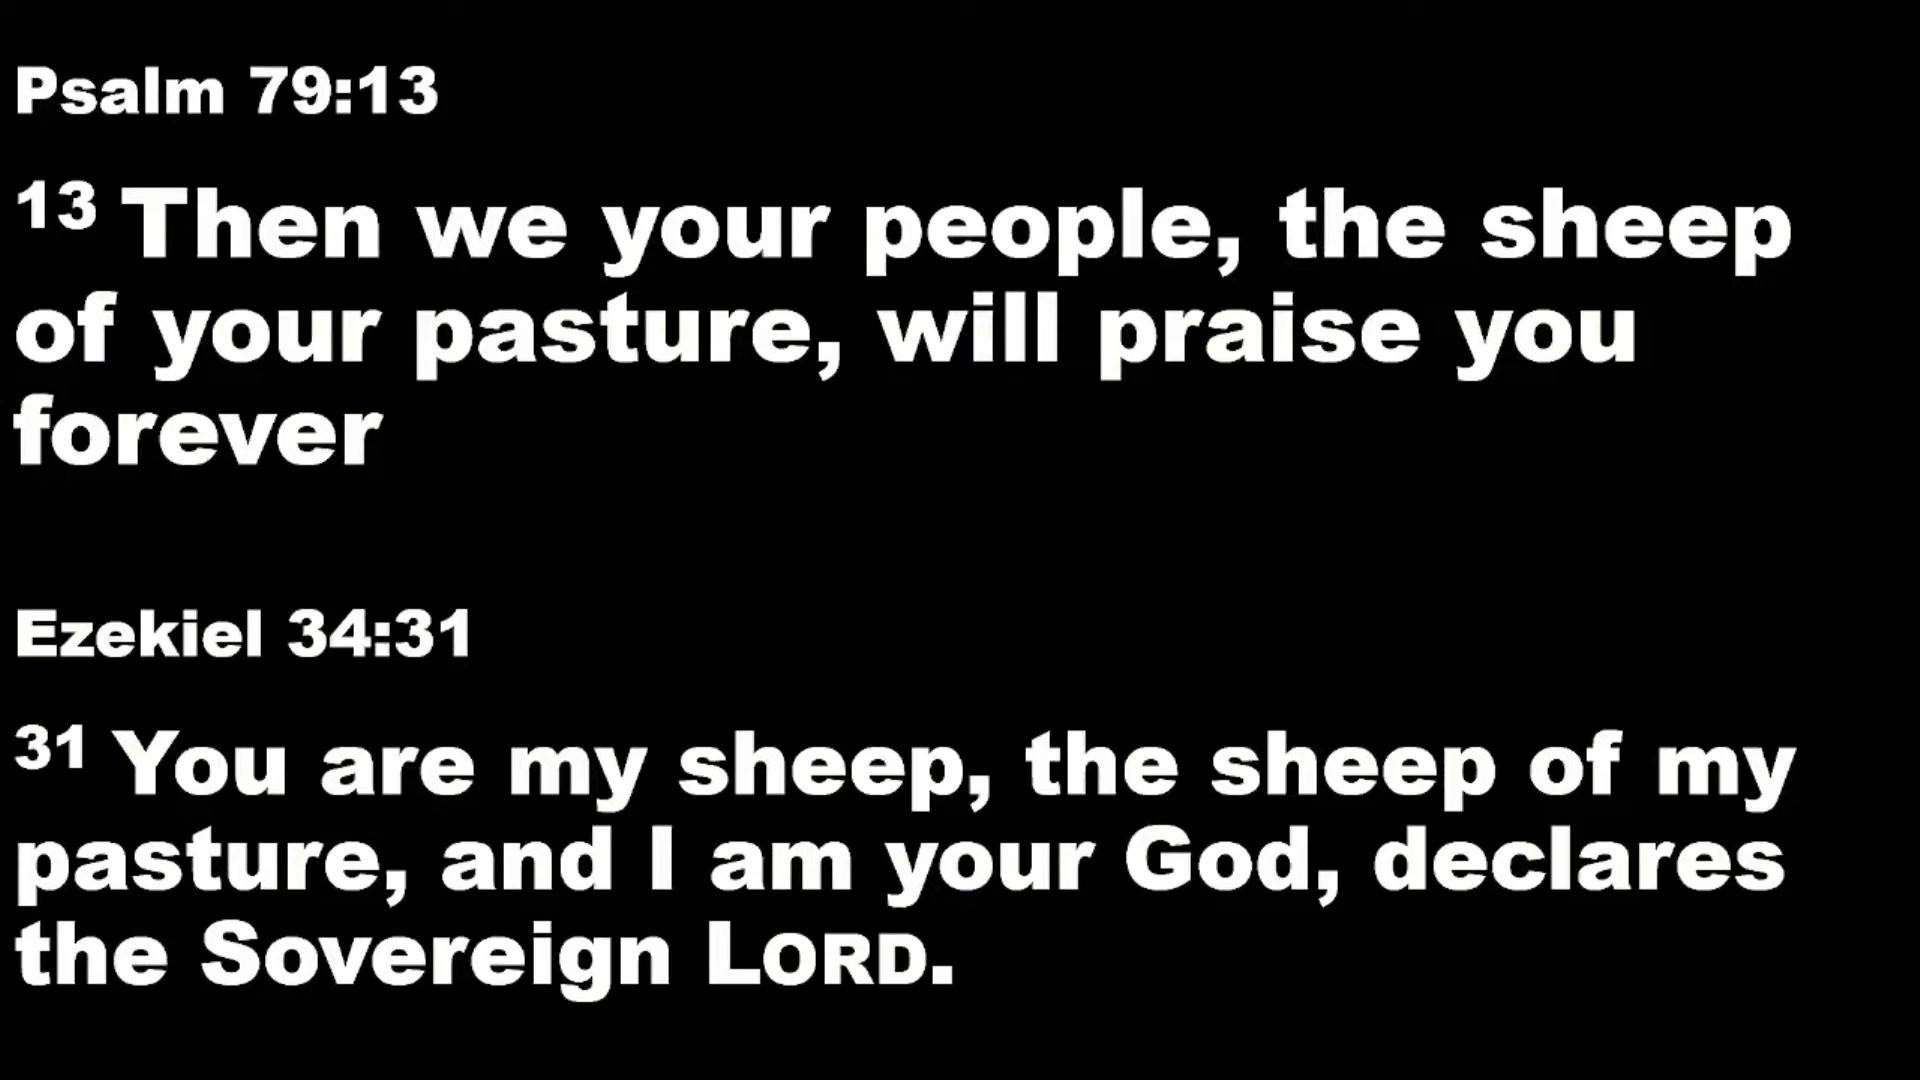 Psalm 79:13
13 Then we your people, the sheep
of your pasture, will praise you
forever
Ezekiel 34:31
31 You are my sheep, the sheep of my
pasture, and I am your God, declares
the Sovereign LORD.